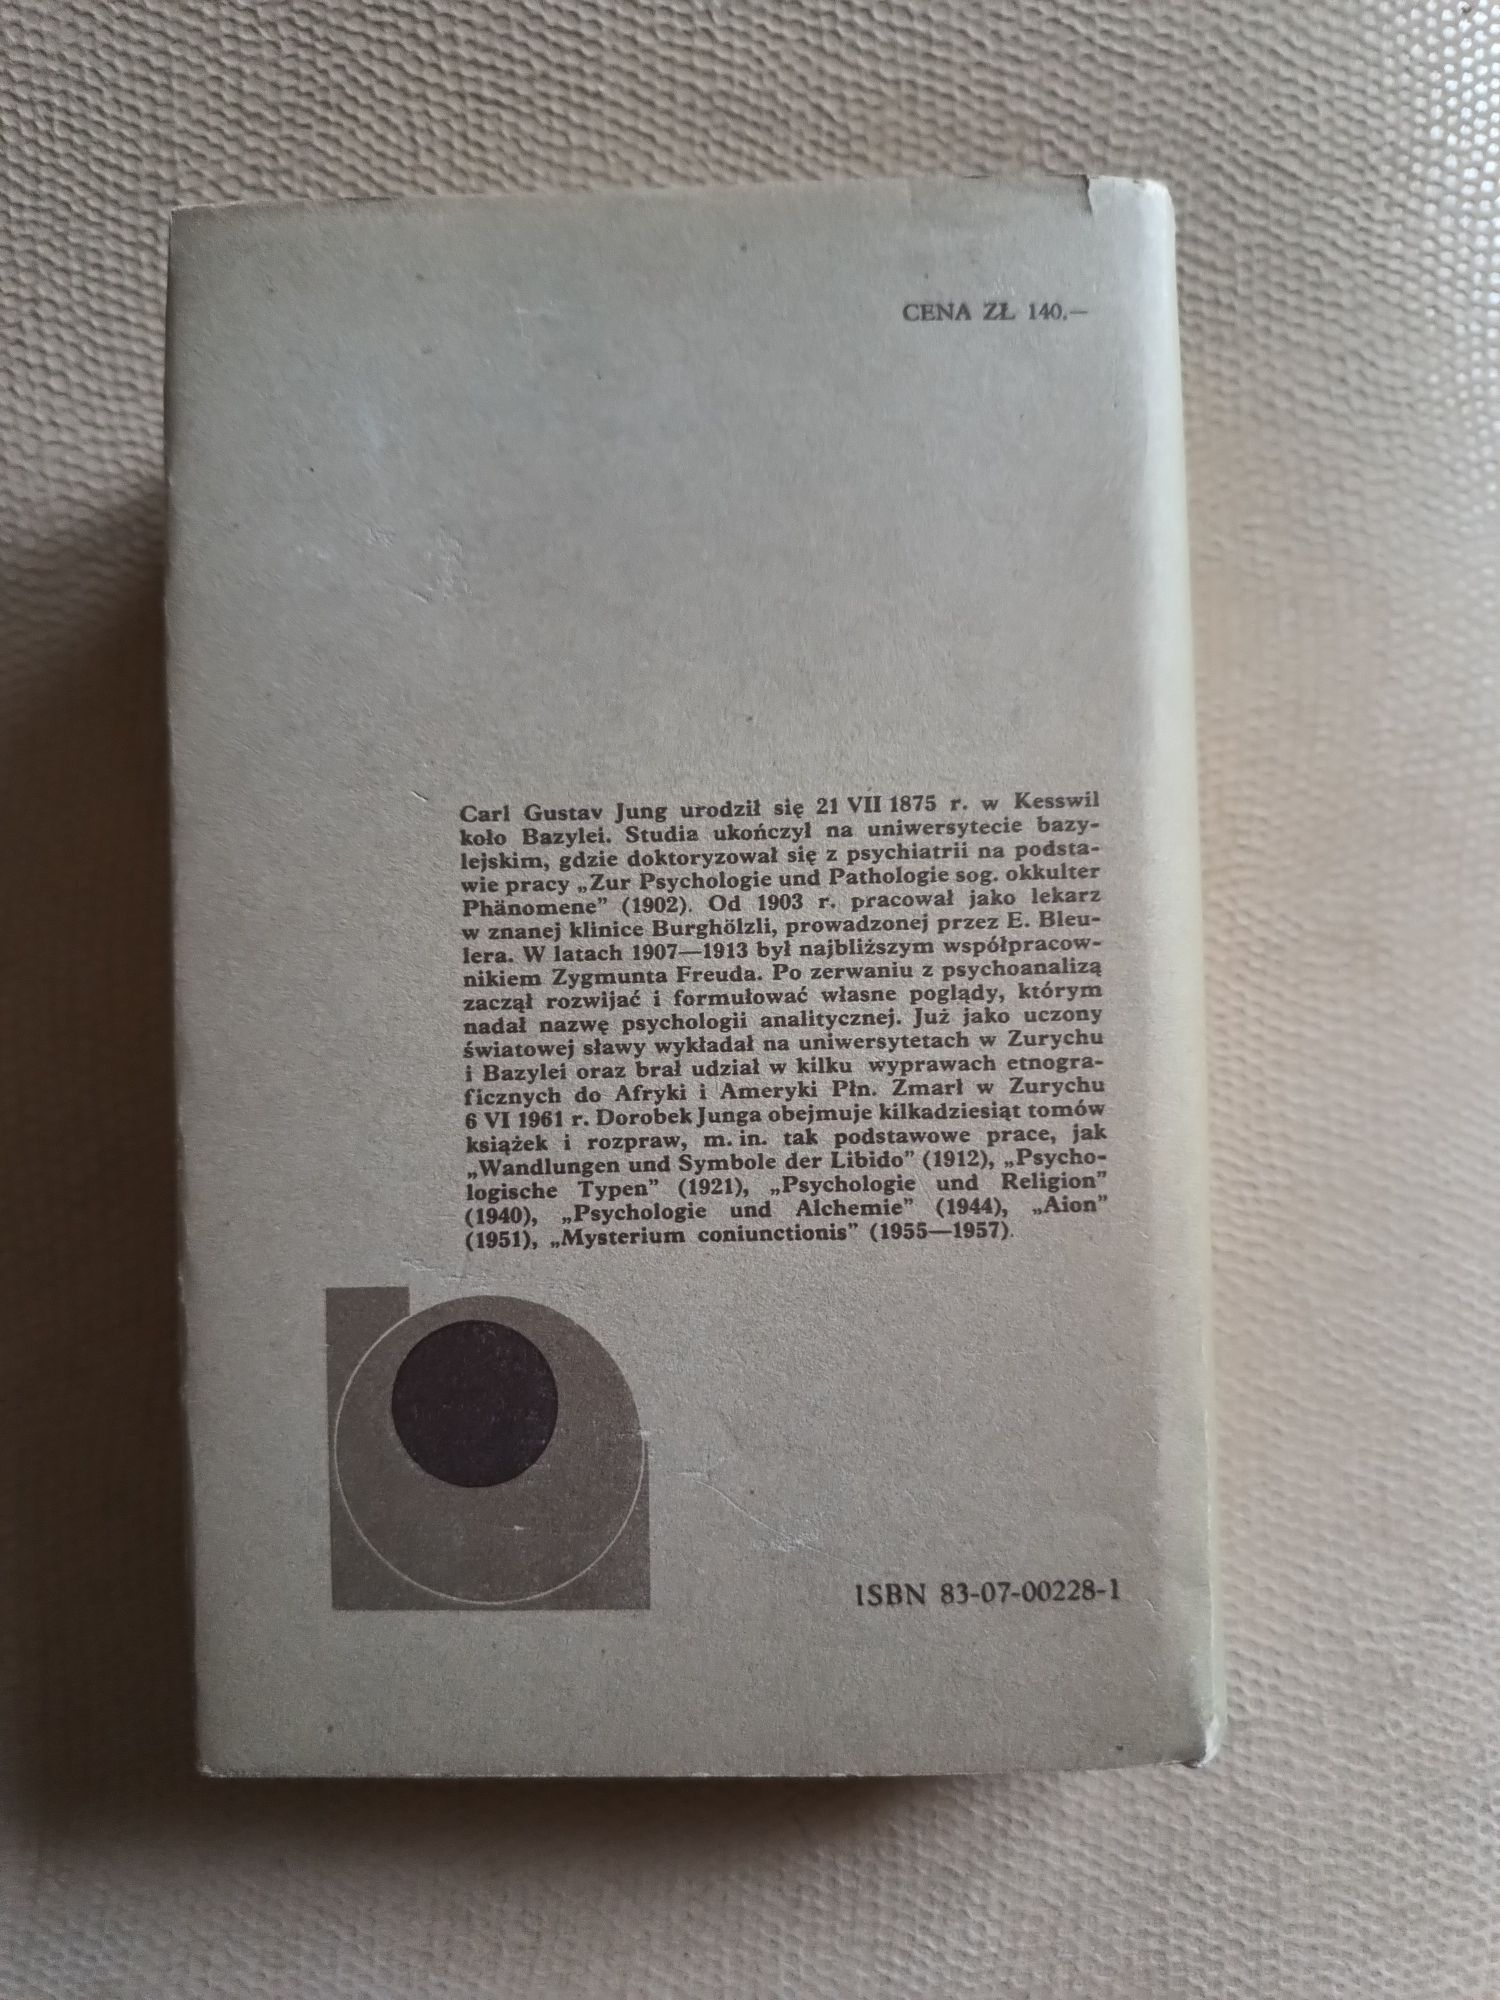 CENA ZŁ 140.—
Carl Gustav Jung urodził się 21 VII 1875 r. w Kesswil
koło Bazylei. Studia ukończył na uniwersytecie bazy-
lejskim, gdzie doktoryzował się z psychiatrii na podsta-
wie pracy „Zur Psychologie und Pathologie sog. okkulter
Phänomene” (1902). Od 1903 r. pracował jako lekarz
w znanej klinice Burghölzli, prowadzonej przez E. Bleu-
lera. W latach 1907—1913 był najbliższym współpracow-
nikiem Zygmunta Freuda. Po zerwaniu z psychoanalizą
zaczął rozwijać i formułować własne poglądy, którym
nadał nazwę psychologii analitycznej. Już jako uczony
światowej sławy wykładał na uniwersytetach w Zurychu
i Bazylei oraz brał udział w kilku wyprawach etnogra-
ficznych do Afryki i Ameryki Płn. Zmarł w Zurychu
6 VI 1961 r. Dorobek Junga obejmuje kilkadziesiąt tomów
książek i rozpraw, m. in. tak podstawowe prace, jak
„Wandlungen und Symbole der Libido” (1912), „Psycho-
logische Typen” (1921), „Psychologie und Religion”
(1940), „Psychologie und Alchemie” (1944), „Aion”
(1951), „Mysterium coniunctionis” (1955—1957).
ISBN 83-07-00228-1